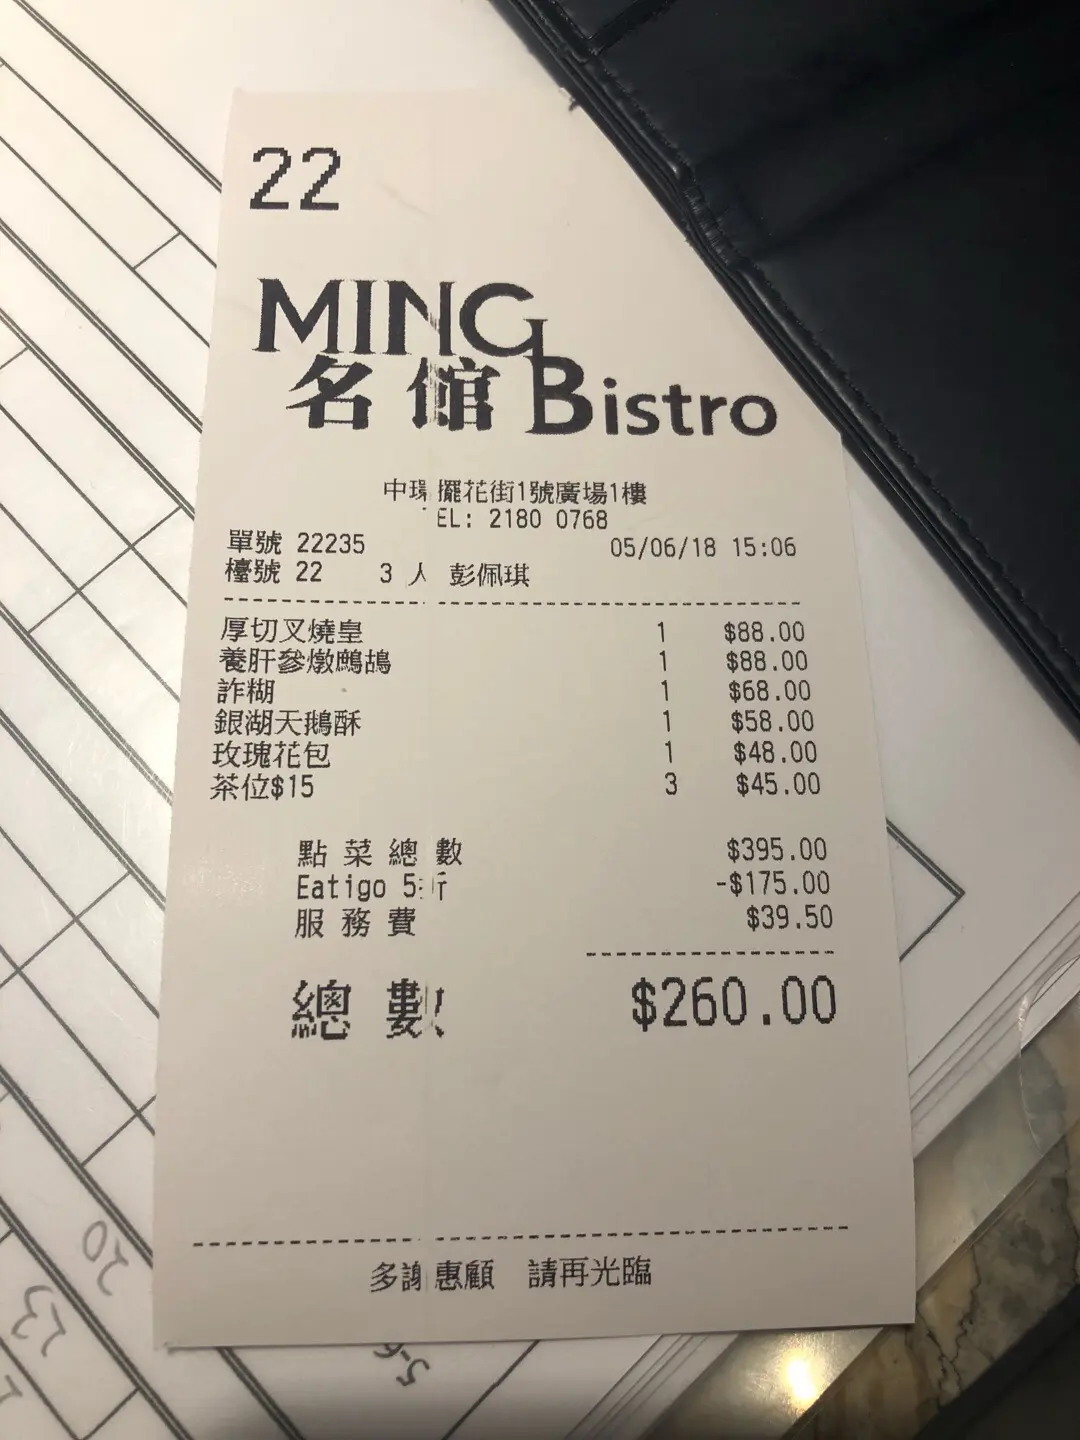 22
MING
名館 Bistro
中環擺花街1號廣場1樓
EL: 2180 0768
單號 22235 05/06/18 15:06
檯號 22 3 人 彭佩琪
厚切叉燒皇 1 $88.00
養肝參燉鷓鴣 1 $88.00
詐糊 1 $68.00
銀湖天鵝酥 1 $58.00
玫瑰花包 1 $48.00
茶位$15 3 $45.00
點菜總數 $395.00
Eatigo 5折 -$175.00
服務費 $39.50
總數 $260.00
多謝惠顧 請再光臨
20
23
5-6